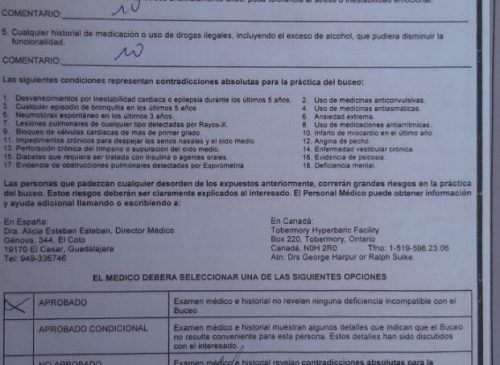 COMENTARIO: NO
5. Cualquier historial de medicación o uso de drogas ilegales, incluyendo el exceso de alcohol, que pudiera disminuir la
funcionalidad.
COMENTARIO: NO
Las siguientes condiciones representan contradicciones absolutas para la práctica del buceo:
1. Desvanecimientos por inestabilidad cardiaca o epilepsia durante los últimos 5 años. 2. Uso de medicinas anticonvulsivas.
3. Cualquier episodio de bronquitis en los últimos 5 años 4. Uso de medicinas antiasmáticas.
5. Neumotórax espontáneo en los últimos 3 años. 6. Ansiedad extrema.
7. Lesiones pulmonares de cualquier tipo detectadas por Rayos-X. 8. Uso de medicaciones antiarrítmicas.
9. Bloqueo de válvulas cardiacas de más de primer grado. 10. Infarto de miocardio en el último año
11. Impedimentos crónicos para despejar los senos nasales y el oído medio 12. Angina de pecho
13. Perforación crónica del tímpano o supuración del oído medio. 14. Enfermedad vestibular crónica.
15. Diabetes que requiera ser tratada con insulina o agentes orales. 16. Evidencia de psicosis.
17. Evidencia de obstrucciones pulmonares detectadas por Espirometría 18. Deficiencia mental.
Las personas que padezcan cualquier desorden de los expuestos anteriormente, correrán grandes riesgos en la práctica
del buceo. Estos riesgos deberán ser claramente explicados al interesado. El Personal Médico puede obtener información
y ayuda adicional llamando o escribiendo a:
En España: En Canadá:
Dra. Alicia Esteban Esteban, Director Médico Tobermory Hyperbaric Facility
Génova, 344, El Coto Box 220, Tobermory, Ontario
19170 El Casar, Guadalajara Canadá, N0H 2R0 Tfno: 1-519-596.23.06
Tel: 949-336746 Atn: Drs George Harpur or Ralph Suike.
EL MEDICO DEBERA SELECCIONAR UNA DE LAS SIGUIENTES OPCIONES
X APROBADO Examen médico e historial no revelan ninguna deficiencia incompatible con el
Buceo
APROBADO CONDICIONAL Examen médico e historial muestran algunos detalles que indican que el Buceo
no resulte conveniente para esta persona. Estos detalles han sido discutidos
con el interesado.
NO APROBADO Examen médico e historial revelan contradicciones absolutas para la